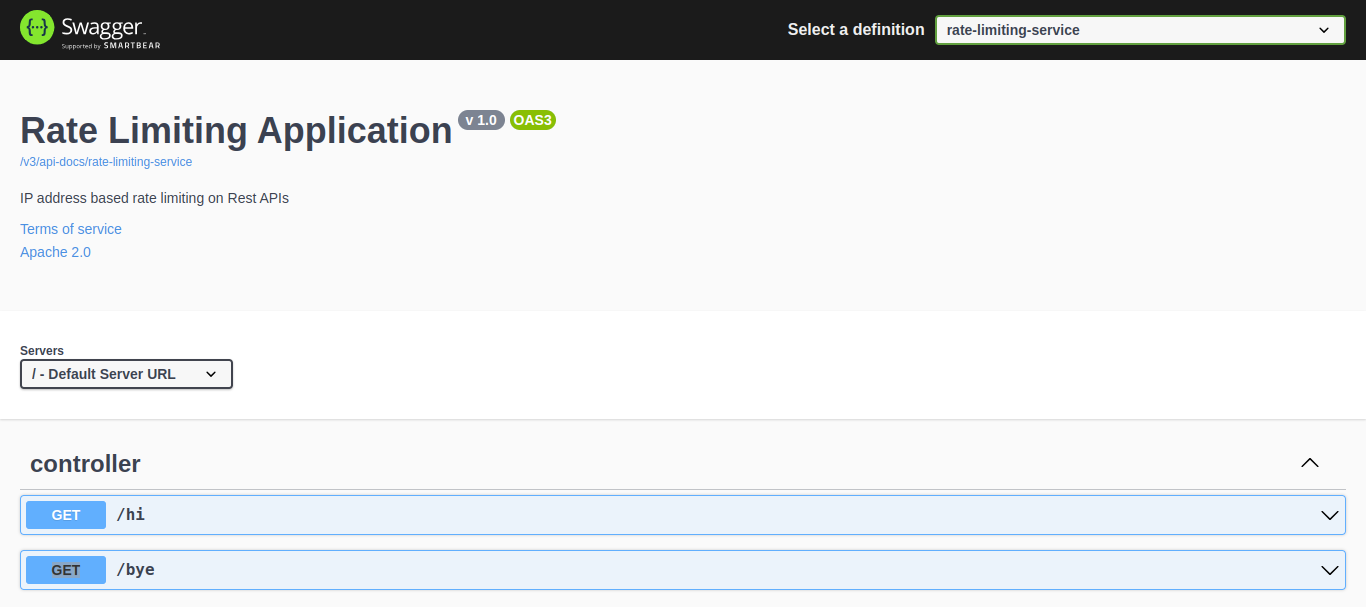 {···} Swagger
Supported by SMARTBEAR
Select a definition
rate-limiting-service
Rate Limiting Application v 1.0 OAS3
/v3/api-docs/rate-limiting-service
IP address based rate limiting on Rest APIs
Terms of service
Apache 2.0
Servers
/ - Default Server URL
controller
GET /hi
GET /bye